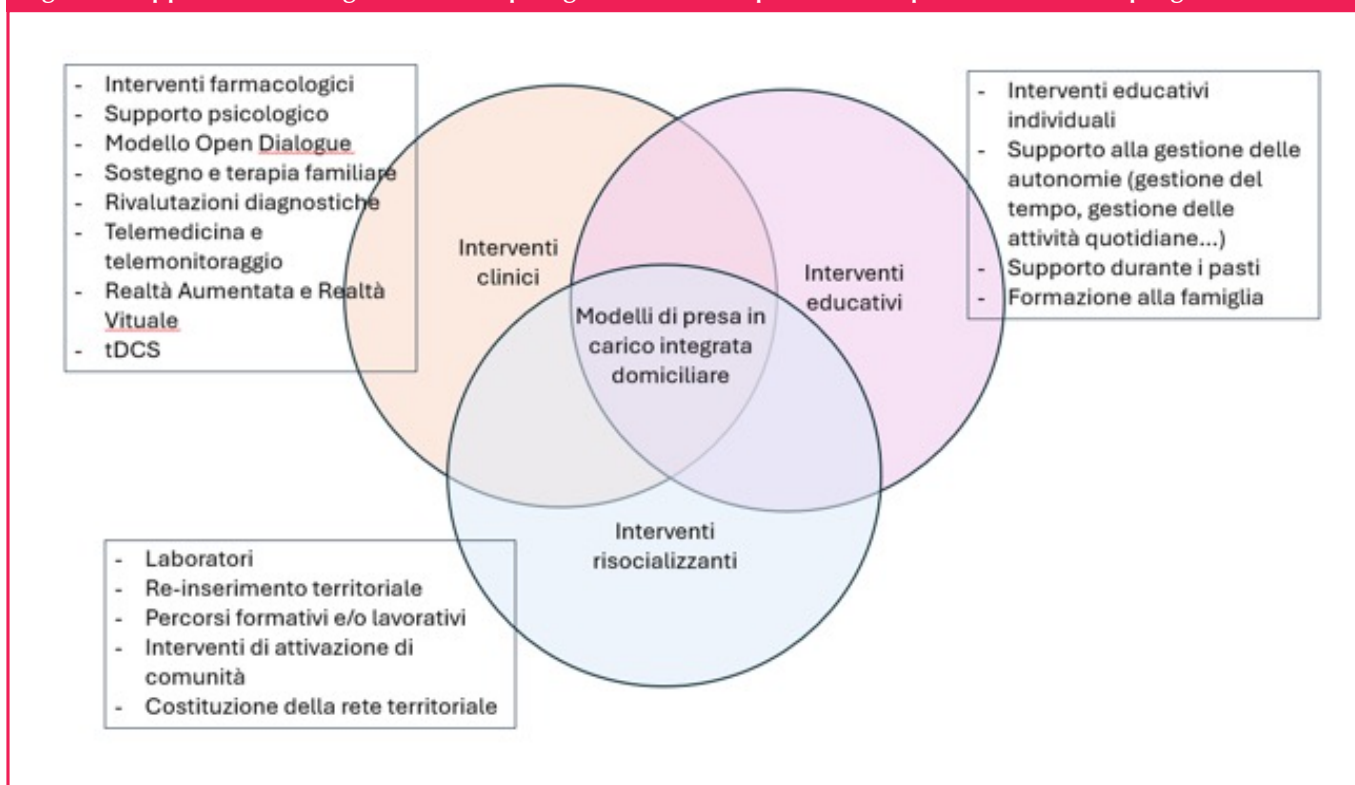 - Interventi farmacologici
- Supporto psicologico
- Modello Open Dialogue
- Sostegno e terapia familiare
- Rivalutazioni diagnostiche
- Telemedicina e
telemonitoraggio
- Realtà Aumentata e Realtà
Vituale
- tDCS
Interventi
clinici
Interventi
educativi
- Interventi educativi
individuali
- Supporto alla gestione delle
autonomie (gestione del
tempo, gestione delle
attività quotidiane...)
- Supporto durante i pasti
- Formazione alla famiglia
Modelli di presa in
carico integrata
domiciliare
Interventi
risocializzanti
- Laboratori
- Re-inserimento territoriale
- Percorsi formativi e/o lavorativi
- Interventi di attivazione di
comunità
- Costituzione della rete territoriale